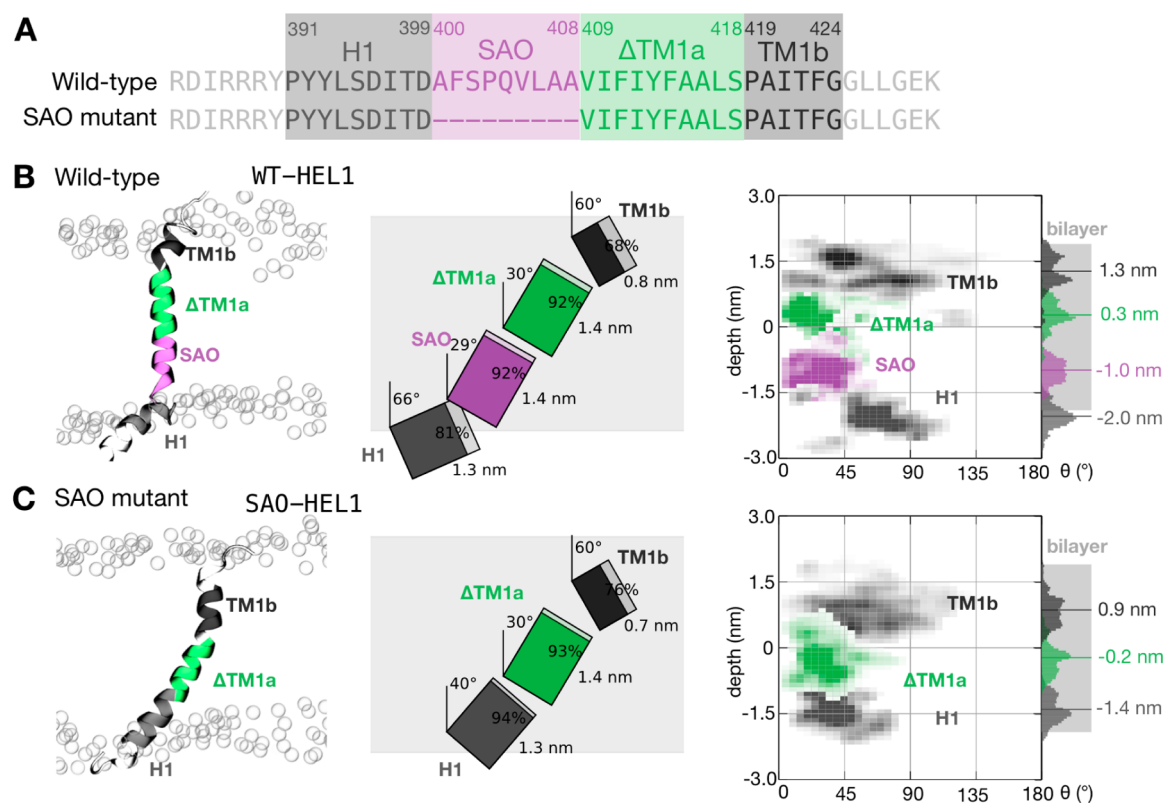 A
391 399 400 408 409 418 419 424
H1 SAO ΔTM1a TM1b
Wild-type RDIRRRYPYYLSDITDAFSPQVLAAVIFIYFAALSPAITFGGLLGEK
SAO mutant RDIRRRYPYYLSDITD---------VIFIYFAALSPAITFGGLLGEK
B Wild-type WT-HEL1
TM1b
ΔTM1a
SAO
H1
60°
TM1b
68%
0.8 nm
ΔTM1a
30°
92%
1.4 nm
SAO
29°
92%
1.4 nm
66°
81%
H1
1.3 nm
3.0
1.5
0
-1.5
-3.0
depth (nm)
0 45 90 135 180 θ (°)
TM1b
ΔTM1a
SAO
H1
bilayer
1.3 nm
0.3 nm
-1.0 nm
-2.0 nm
C SAO mutant SAO-HEL1
TM1b
ΔTM1a
H1
60°
TM1b
76%
0.7 nm
ΔTM1a
30°
93%
1.4 nm
40°
94%
1.3 nm
H1
3.0
1.5
0
-1.5
-3.0
depth (nm)
0 45 90 135 180 θ (°)
TM1b
ΔTM1a
H1
bilayer
0.9 nm
-0.2 nm
-1.4 nm